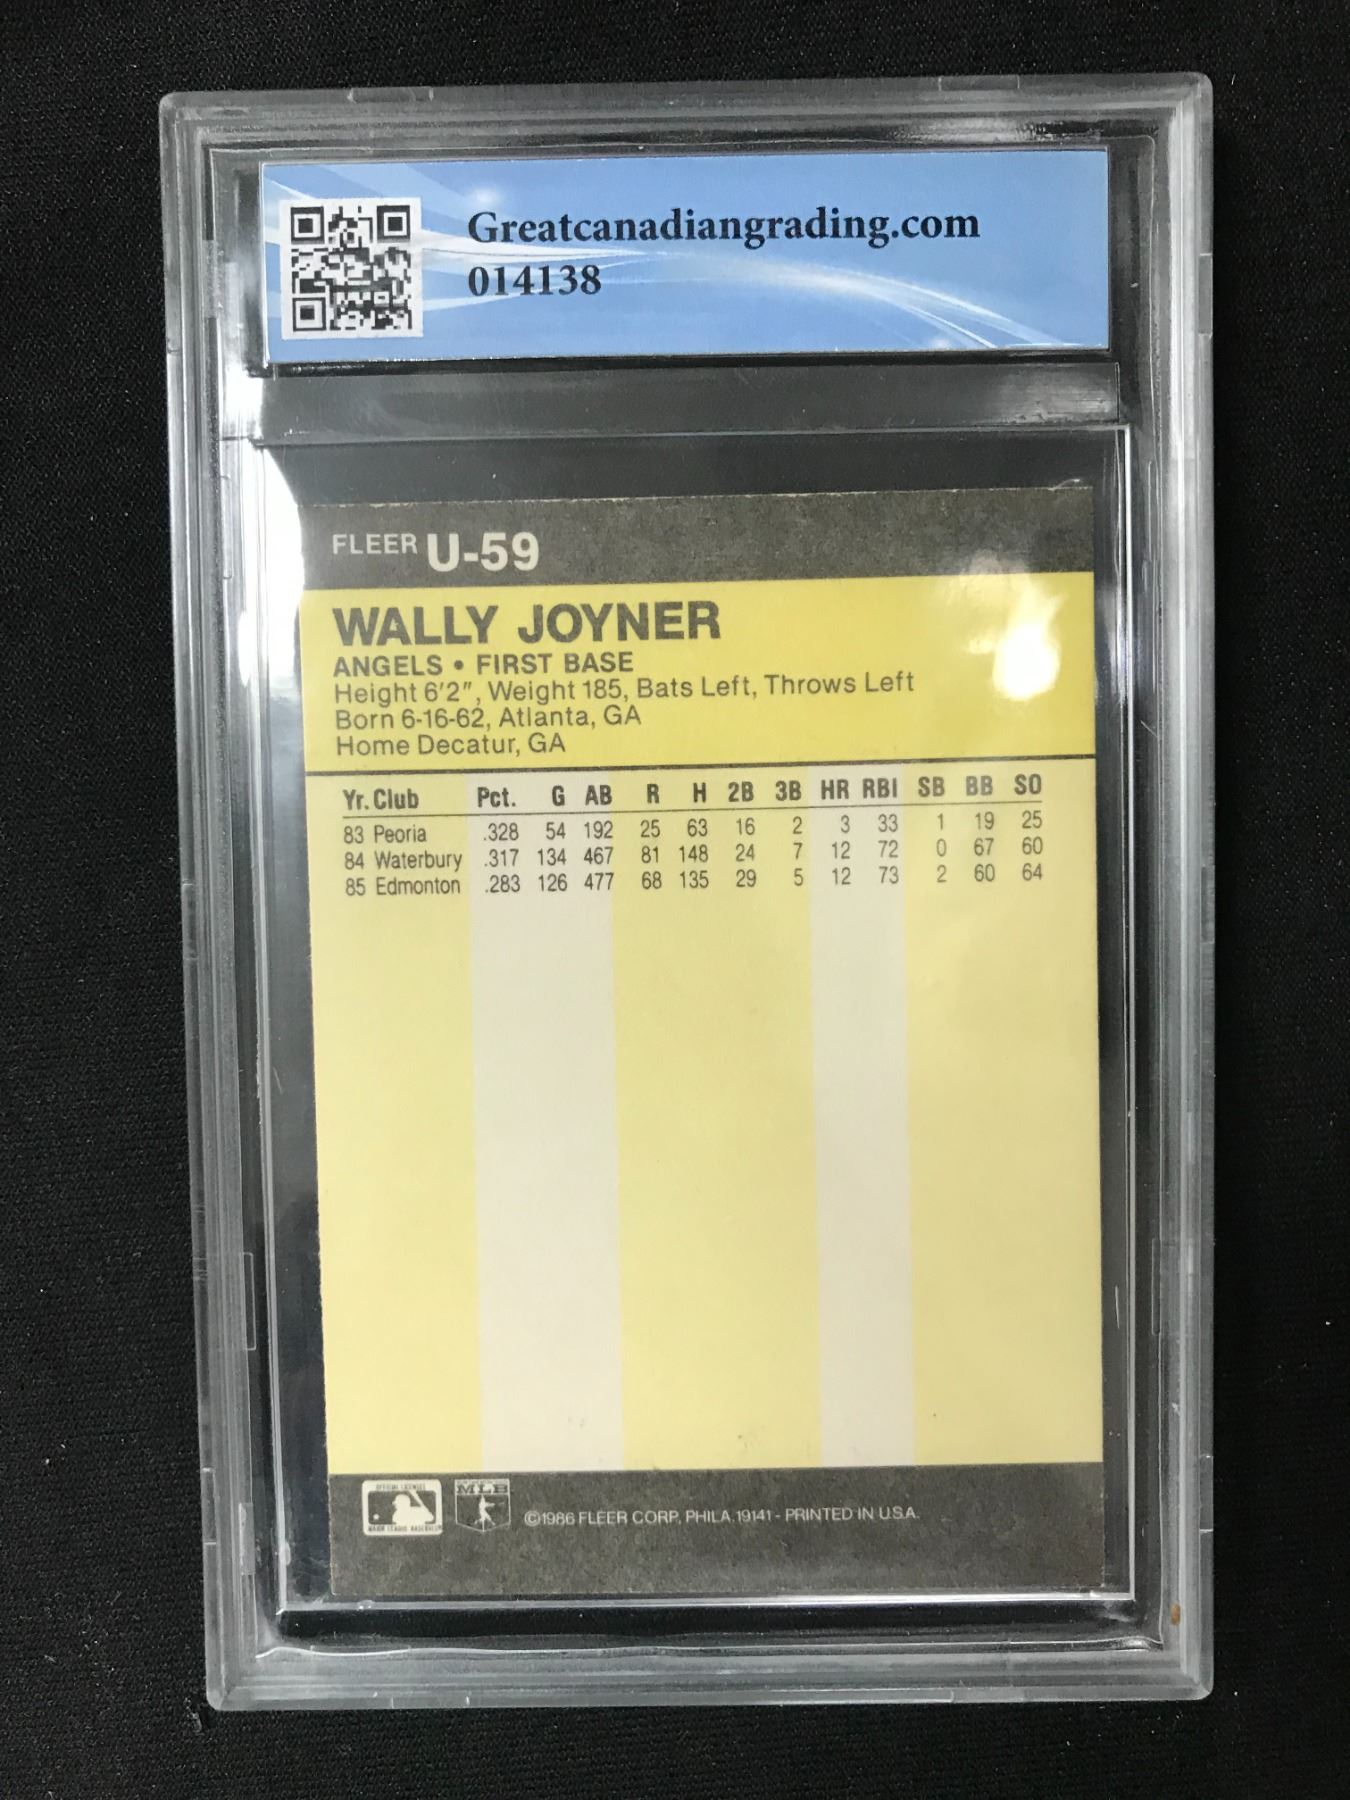 Greatcanadiangrading.com
014138
FLEER U-59
WALLY JOYNER
ANGELS • FIRST BASE
Height 6'2", Weight 185, Bats Left, Throws Left
Born 6-16-62, Atlanta, GA
Home Decatur, GA
Yr. Club Pct. G AB R H 2B 3B HR RBI SB BB SO
83 Peoria .328 54 192 25 63 16 2 3 33 1 19 25
84 Waterbury .317 134 467 81 148 24 7 12 72 0 67 60
85 Edmonton .283 126 477 68 135 29 5 12 73 2 60 64
MLB
©1986 FLEER CORP., PHILA. 19141 - PRINTED IN U.S.A.